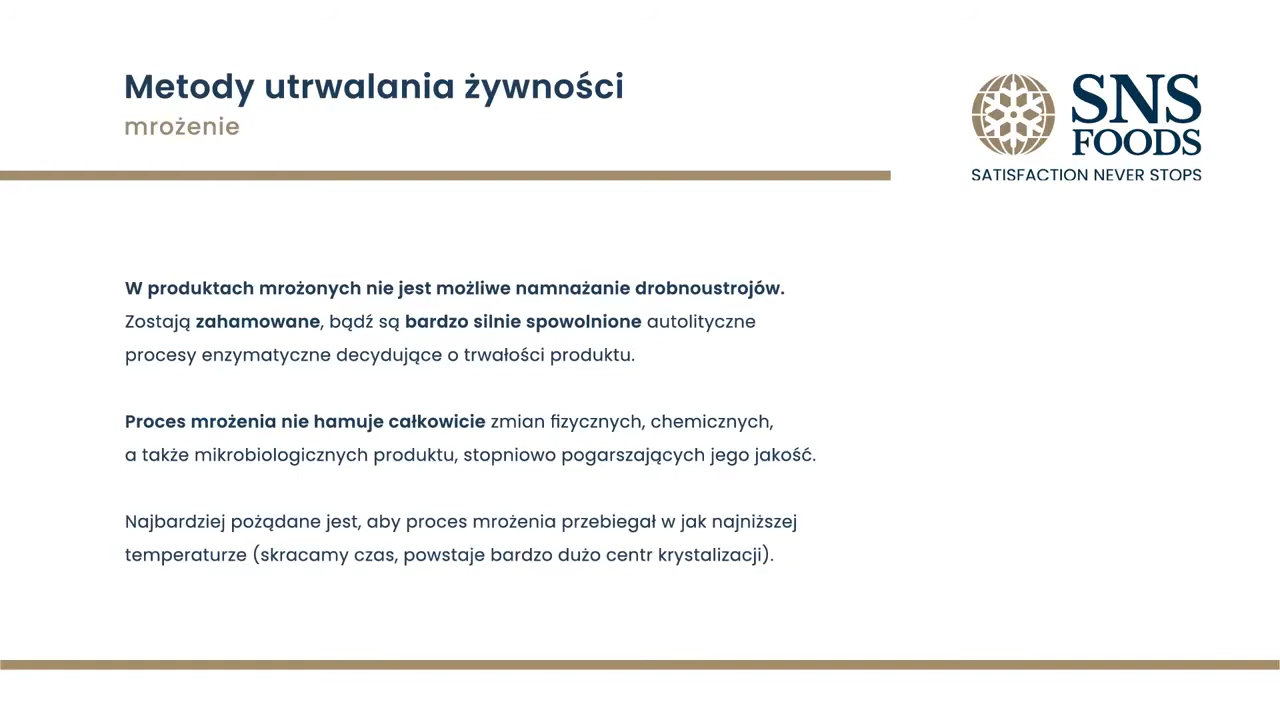 Metody utrwalania żywności
mrożenie
SNS
FOODS
SATISFACTION NEVER STOPS
W produktach mrożonych nie jest możliwe namnażanie drobnoustrojów.
Zostają zahamowane, bądź są bardzo silnie spowolnione autolityczne
procesy enzymatyczne decydujące o trwałości produktu.
Proces mrożenia nie hamuje całkowicie zmian fizycznych, chemicznych,
a także mikrobiologicznych produktu, stopniowo pogarszających jego jakość.
Najbardziej pożądane jest, aby proces mrożenia przebiegał w jak najniższej
temperaturze (skracamy czas, powstaje bardzo dużo centr krystalizacji).